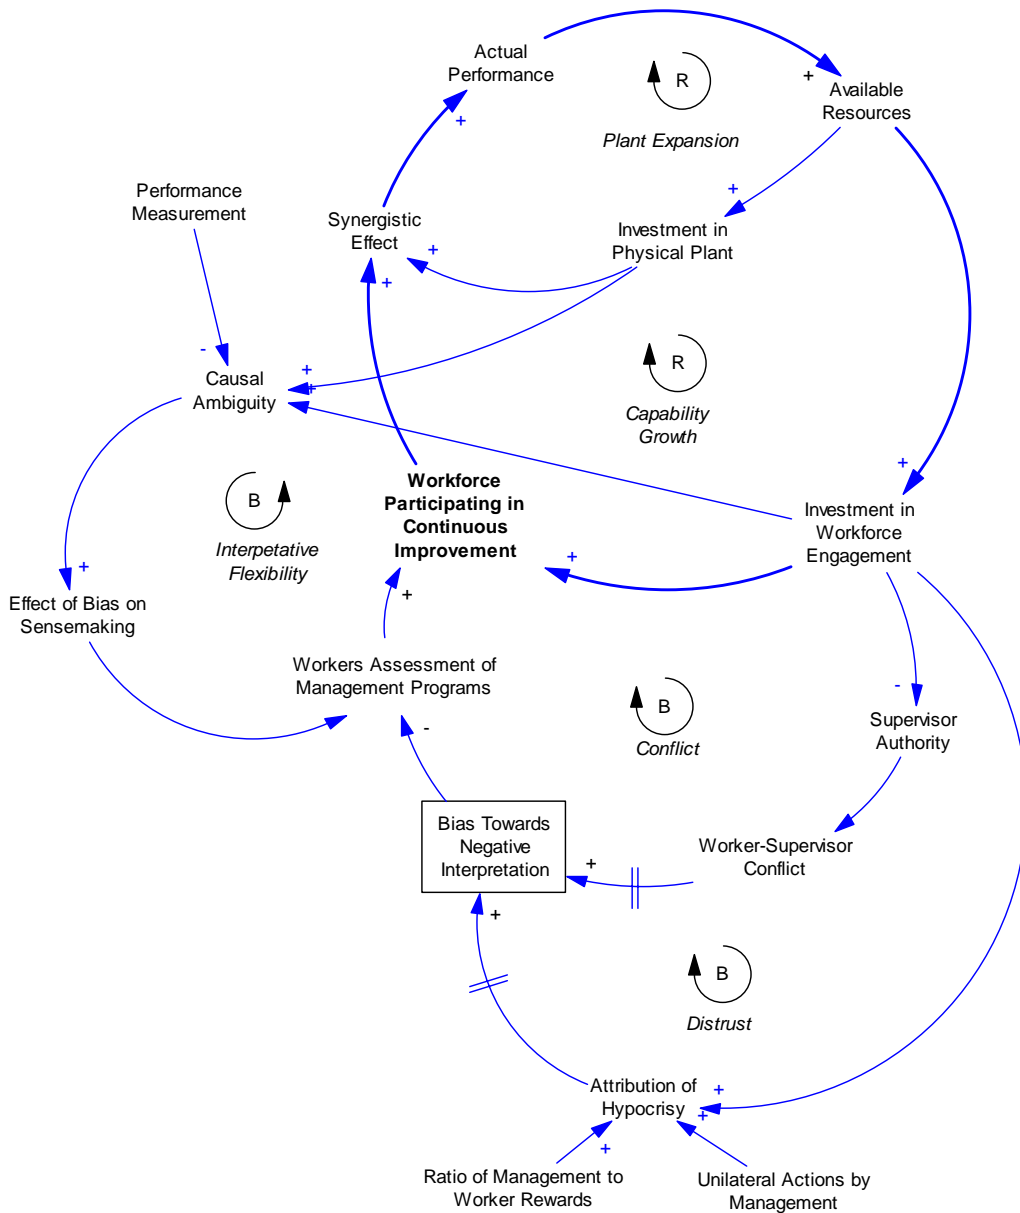 Actual
Performance
+
R
Plant Expansion
+
Available
Resources
Performance
Measurement
+
Synergistic
Effect
+
+
+
Investment in
Physical Plant
-
Causal
Ambiguity
+
+
R
Capability
Growth
B
Interpetative
Flexibility
Workforce
Participating in
Continuous
Improvement
+
Investment in
Workforce
Engagement
+
+
Effect of Bias on
Sensemaking
+
Workers Assessment of
Management Programs
-
B
Conflict
-
Supervisor
Authority
Bias Towards
Negative
Interpretation
+
Worker-Supervisor
Conflict
+
B
Distrust
Attribution of
Hypocrisy
+
+
+
Ratio of Management to
Worker Rewards
Unilateral Actions by
Management